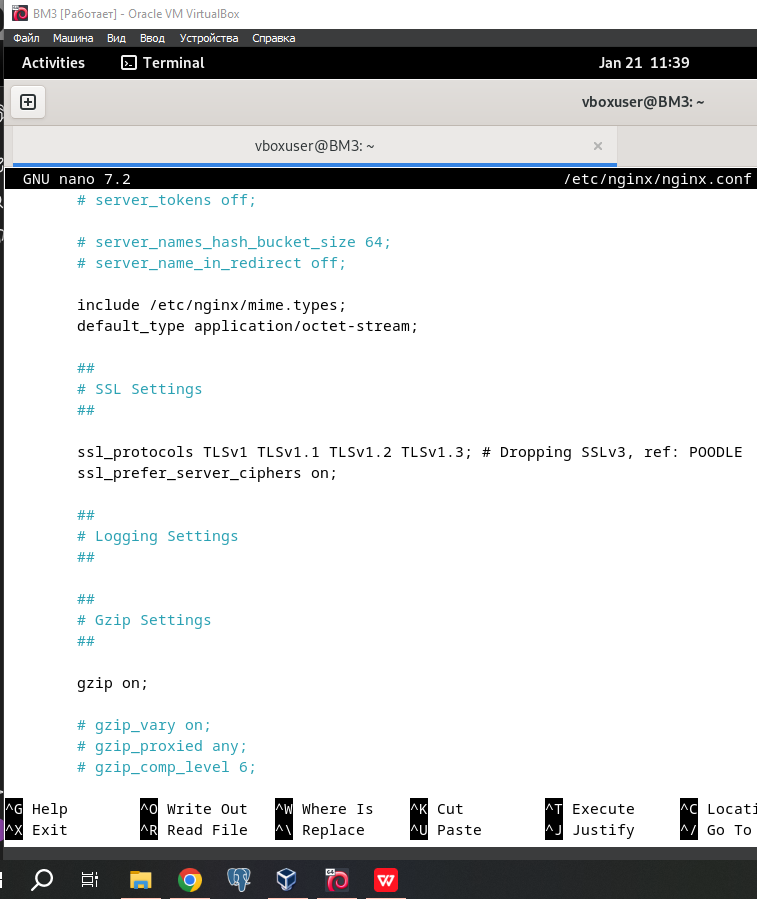 ВМ3 [Работает] - Oracle VM VirtualBox
Файл Машина Вид Ввод Устройства Справка
Activities Terminal Jan 21 11:39
vboxuser@BM3: ~
vboxuser@BM3: ~ ×
GNU nano 7.2 /etc/nginx/nginx.conf
# server_tokens off;
# server_names_hash_bucket_size 64;
# server_name_in_redirect off;
include /etc/nginx/mime.types;
default_type application/octet-stream;
##
# SSL Settings
##
ssl_protocols TLSv1 TLSv1.1 TLSv1.2 TLSv1.3; # Dropping SSLv3, ref: POODLE
ssl_prefer_server_ciphers on;
##
# Logging Settings
##
##
# Gzip Settings
##
gzip on;
# gzip_vary on;
# gzip_proxied any;
# gzip_comp_level 6;
^G Help ^O Write Out ^W Where Is ^K Cut ^T Execute ^C Locati
^X Exit ^R Read File ^\ Replace ^U Paste ^J Justify ^/ Go To